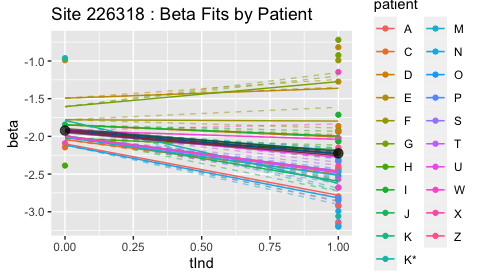 Site 226318 : Beta Fits by Patient
beta
-1.0
-1.5
-2.0
-2.5
-3.0
0.00
0.25
0.50
0.75
1.00
tInd
patient
A
C
D
E
F
G
H
I
J
K
K*
M
N
O
P
S
T
U
W
X
Z